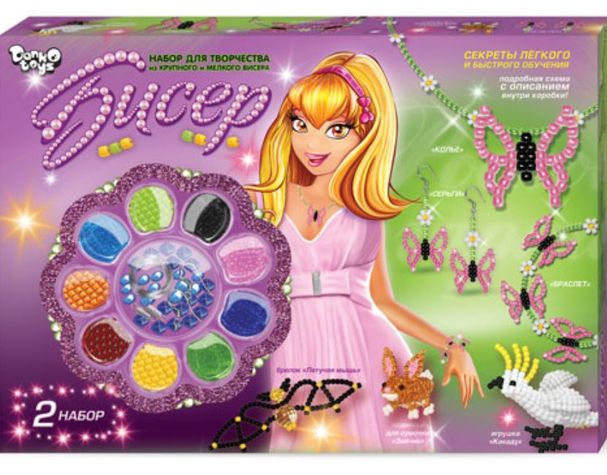 Danko
toys
НАБОР ДЛЯ ТВОРЧЕСТВА
ИЗ КРУПНОГО И МЕЛКОГО БИСЕРА
Бисер
СЕКРЕТЫ ЛЁГКОГО
И БЫСТРОГО ОБУЧЕНИЯ
подробная схема
с описанием
внутри коробки!
«КОЛЬЕ»
«СЕРЬГИ»
«БРАСЛЕТ»
брелок «Летучая мышь»
для сумочки «Зайчик»
игрушка
«Какаду»
2 НАБОР